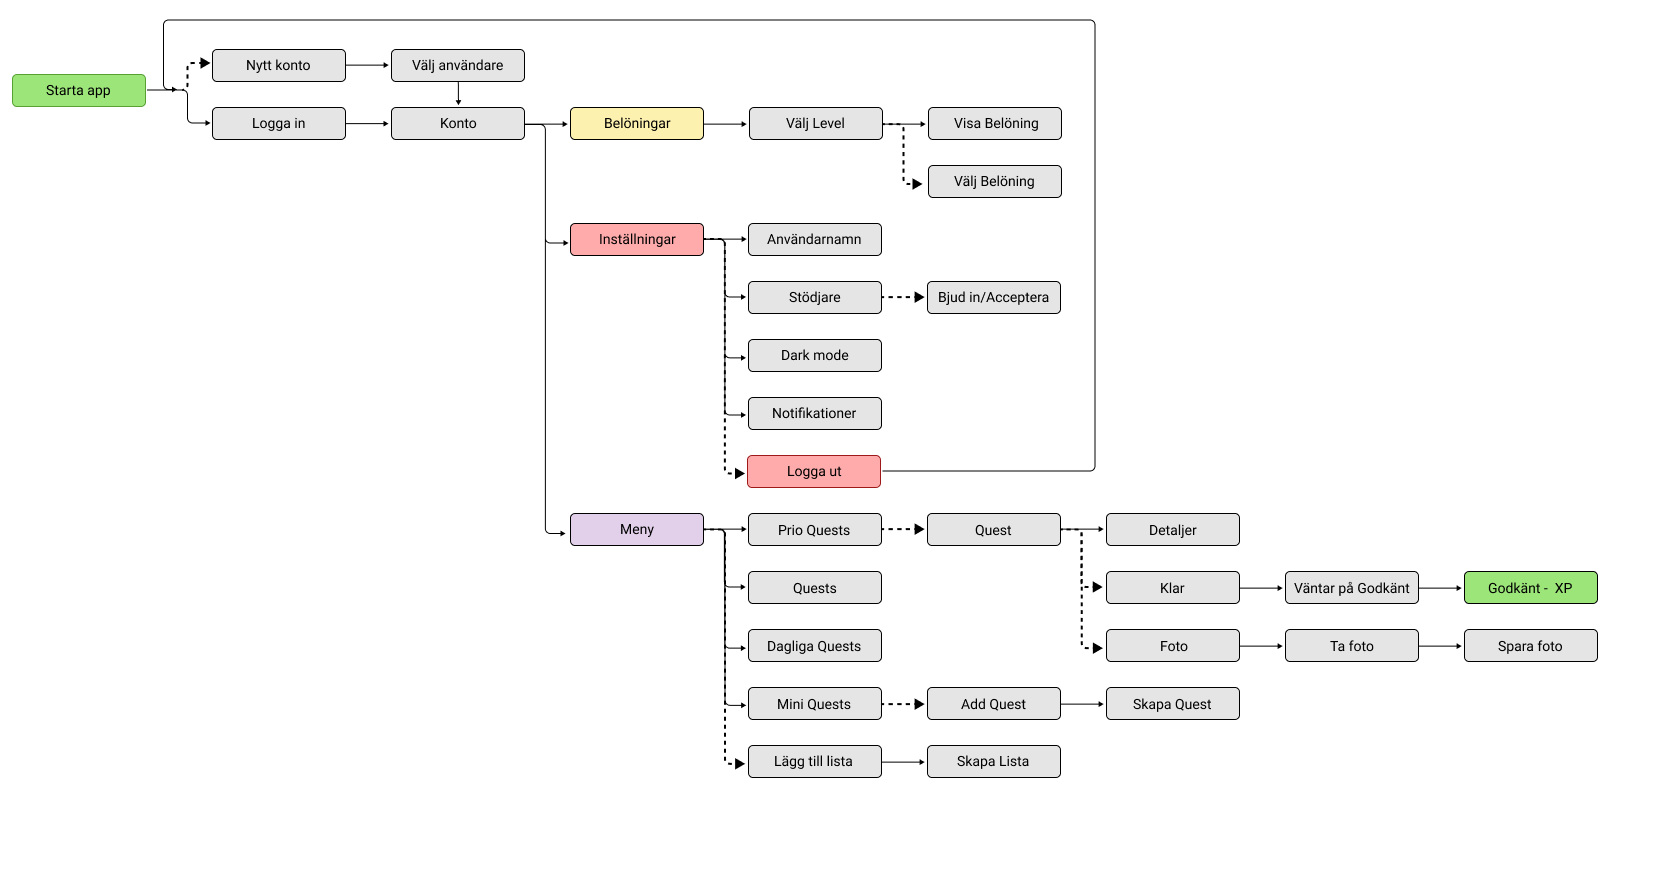 Starta app
Nytt konto
Välj användare
Logga in
Konto
Belöningar
Välj Level
Visa Belöning
Välj Belöning
Inställningar
Användarnamn
Stödjare
Bjud in/Acceptera
Dark mode
Notifikationer
Logga ut
Meny
Prio Quests
Quest
Detaljer
Quests
Klar
Väntar på Godkänt
Godkänt - XP
Dagliga Quests
Foto
Ta foto
Spara foto
Mini Quests
Add Quest
Skapa Quest
Lägg till lista
Skapa Lista